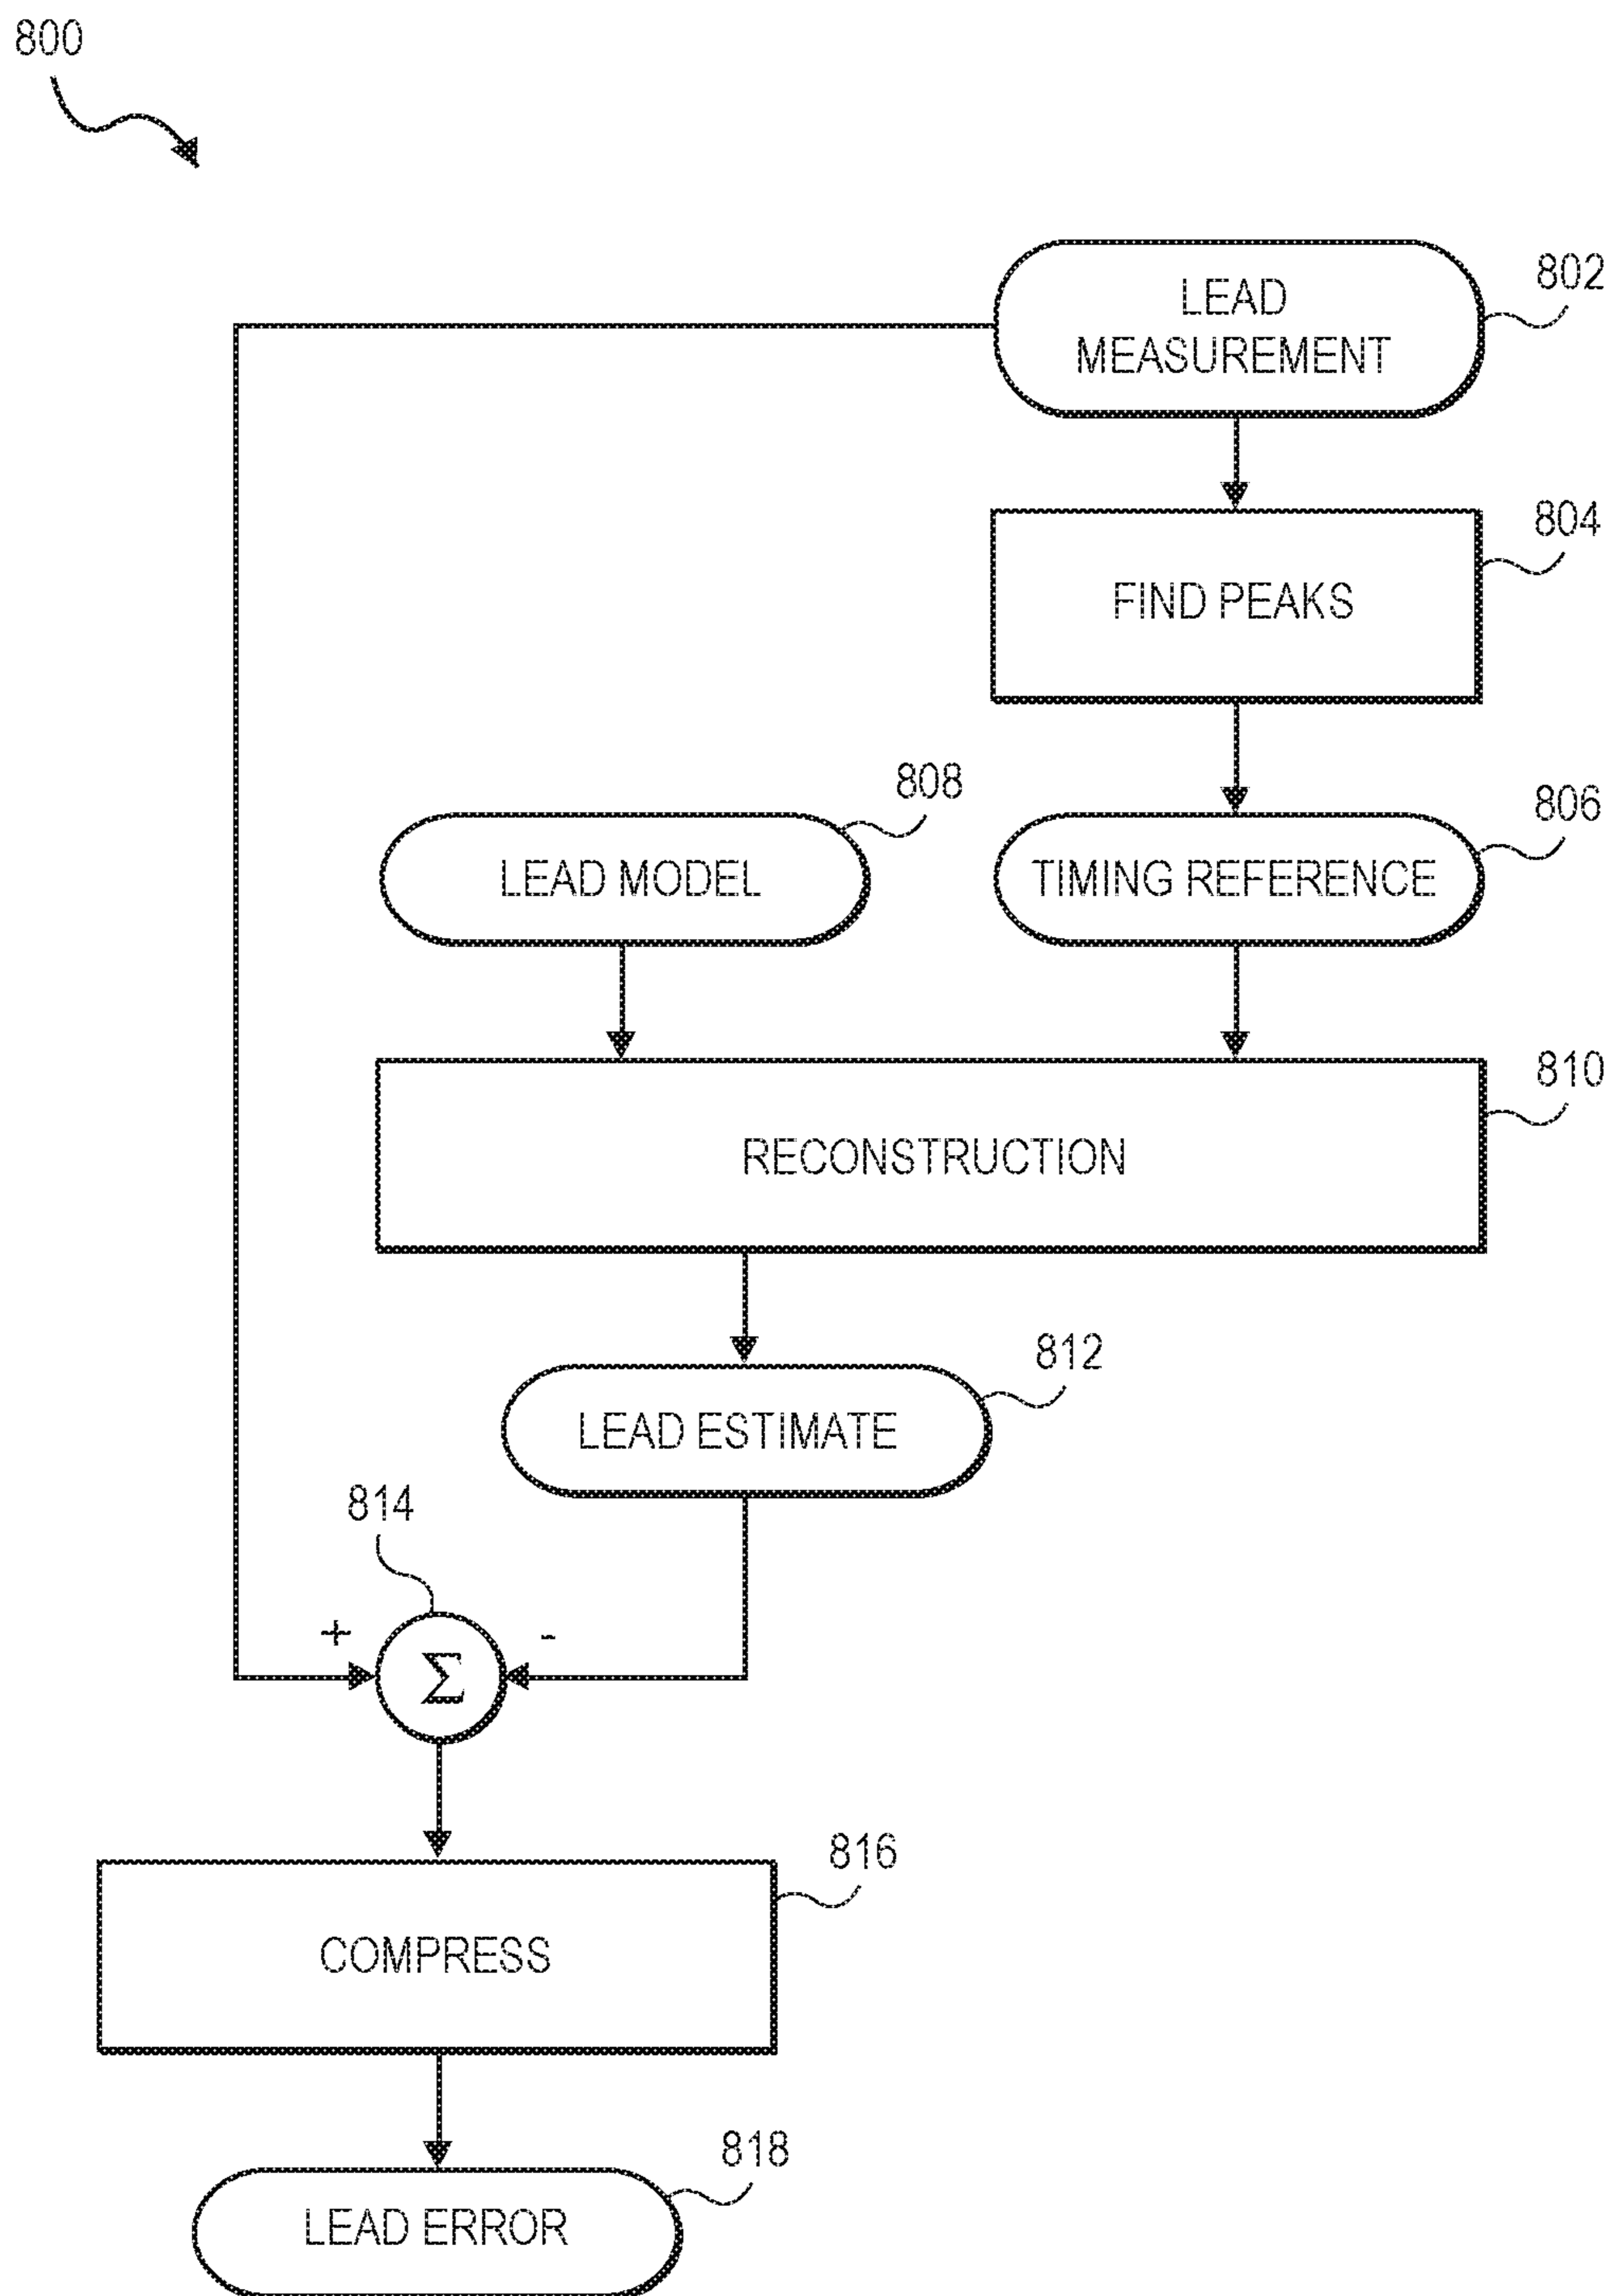 800
802
LEAD
MEASUREMENT
804
FIND PEAKS
808
806
LEAD MODEL
TIMING REFERENCE
810
RECONSTRUCTION
812
LEAD ESTIMATE
814
+
-
Σ
816
COMPRESS
818
LEAD ERROR